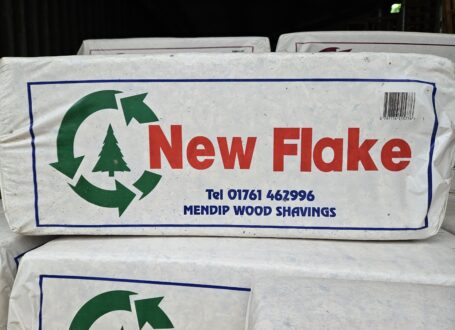 New Flake
Tel 01761 462996
MENDIP WOOD SHAVINGS